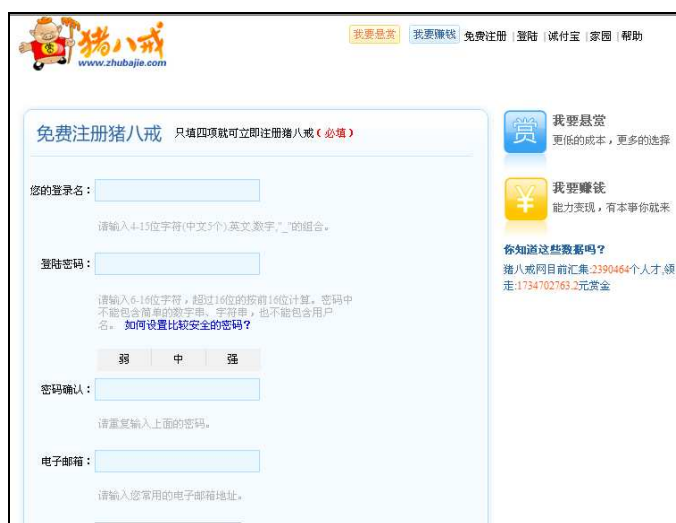 猪八戒
www.zhubajie.com
我要悬赏 我要赚钱 免费注册 | 登陆 | 诚付宝 | 家园 | 帮助
免费注册猪八戒 只填四项就可立即注册猪八戒(必填)
您的登录名:
请输入4-15位字符(中文5个),英文,数字,"_"的组合。
登陆密码:
请输入6-16位字符,超过16位的按前16位计算。密码中
不能包含简单的数字串、字符串,也不能包含用户
名。 如何设置比较安全的密码?
弱 中 强
密码确认:
请重复输入上面的密码。
电子邮箱:
请输入您常用的电子邮箱地址。
赏
我要悬赏
更低的成本,更多的选择
¥
我要赚钱
能力变现,有本事你就来
你知道这些数据吗?
猪八戒网目前汇集:2390464个人才,领
走:1734702763.2元赏金